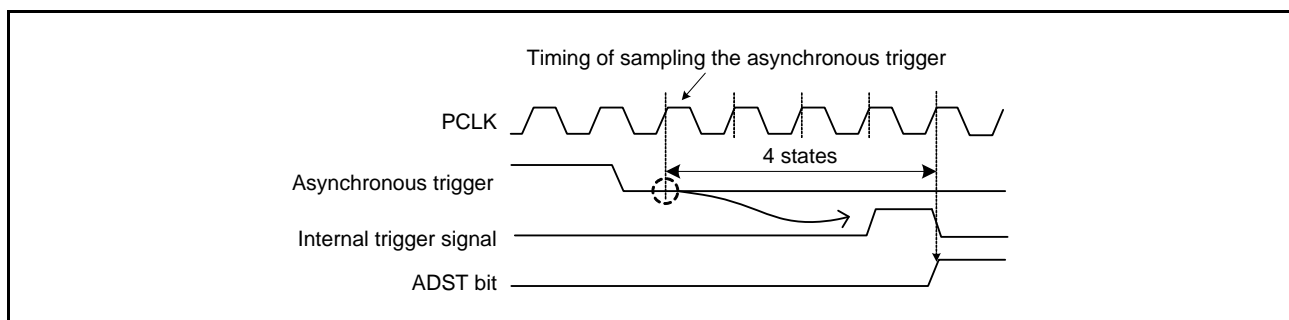 Timing of sampling the asynchronous trigger
PCLK
4 states
Asynchronous trigger
Internal trigger signal
ADST bit